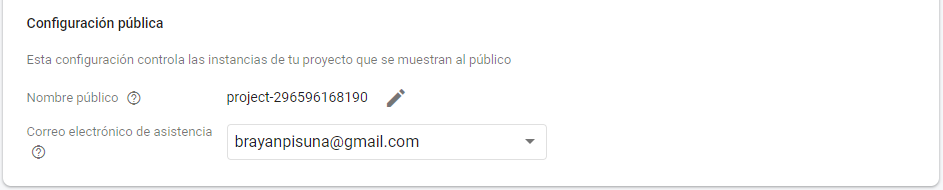 Configuración pública
Esta configuración controla las instancias de tu proyecto que se muestran al público
Nombre público
project-296596168190
Correo electrónico de asistencia
brayanpisuna@gmail.com